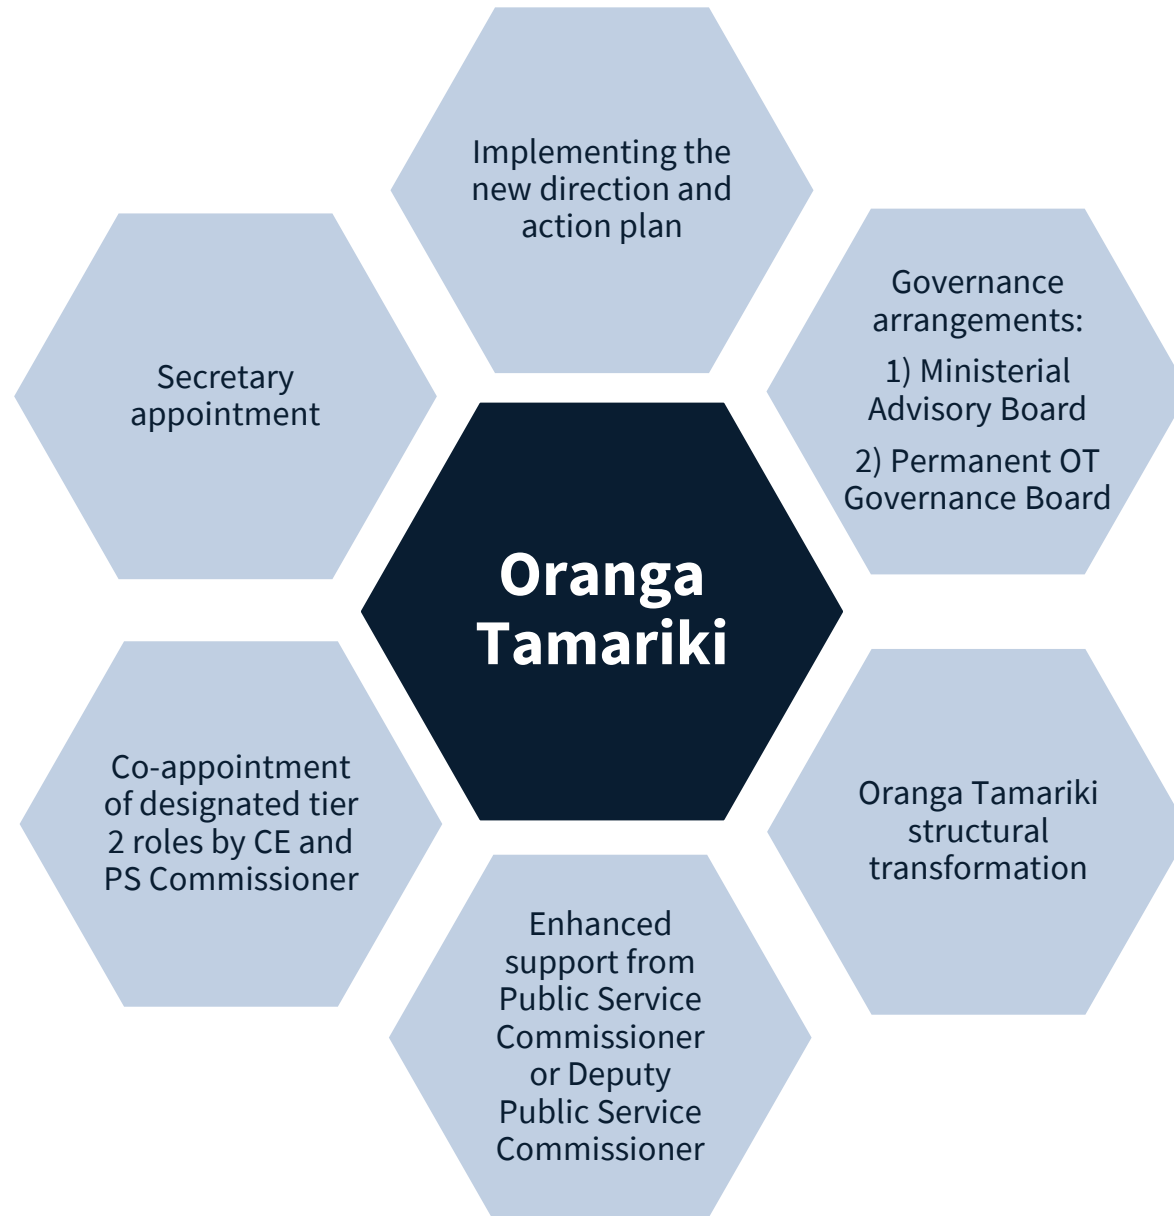 Implementing the
new direction and
action plan
Governance
arrangements:
1) Ministerial
Advisory Board
2) Permanent OT
Governance Board
Secretary
appointment
Oranga
Tamariki
Co-appointment
of designated tier
2 roles by CE and
PS Commissioner
Oranga Tamariki
structural
transformation
Enhanced
support from
Public Service
Commissioner
or Deputy
Public Service
Commissioner